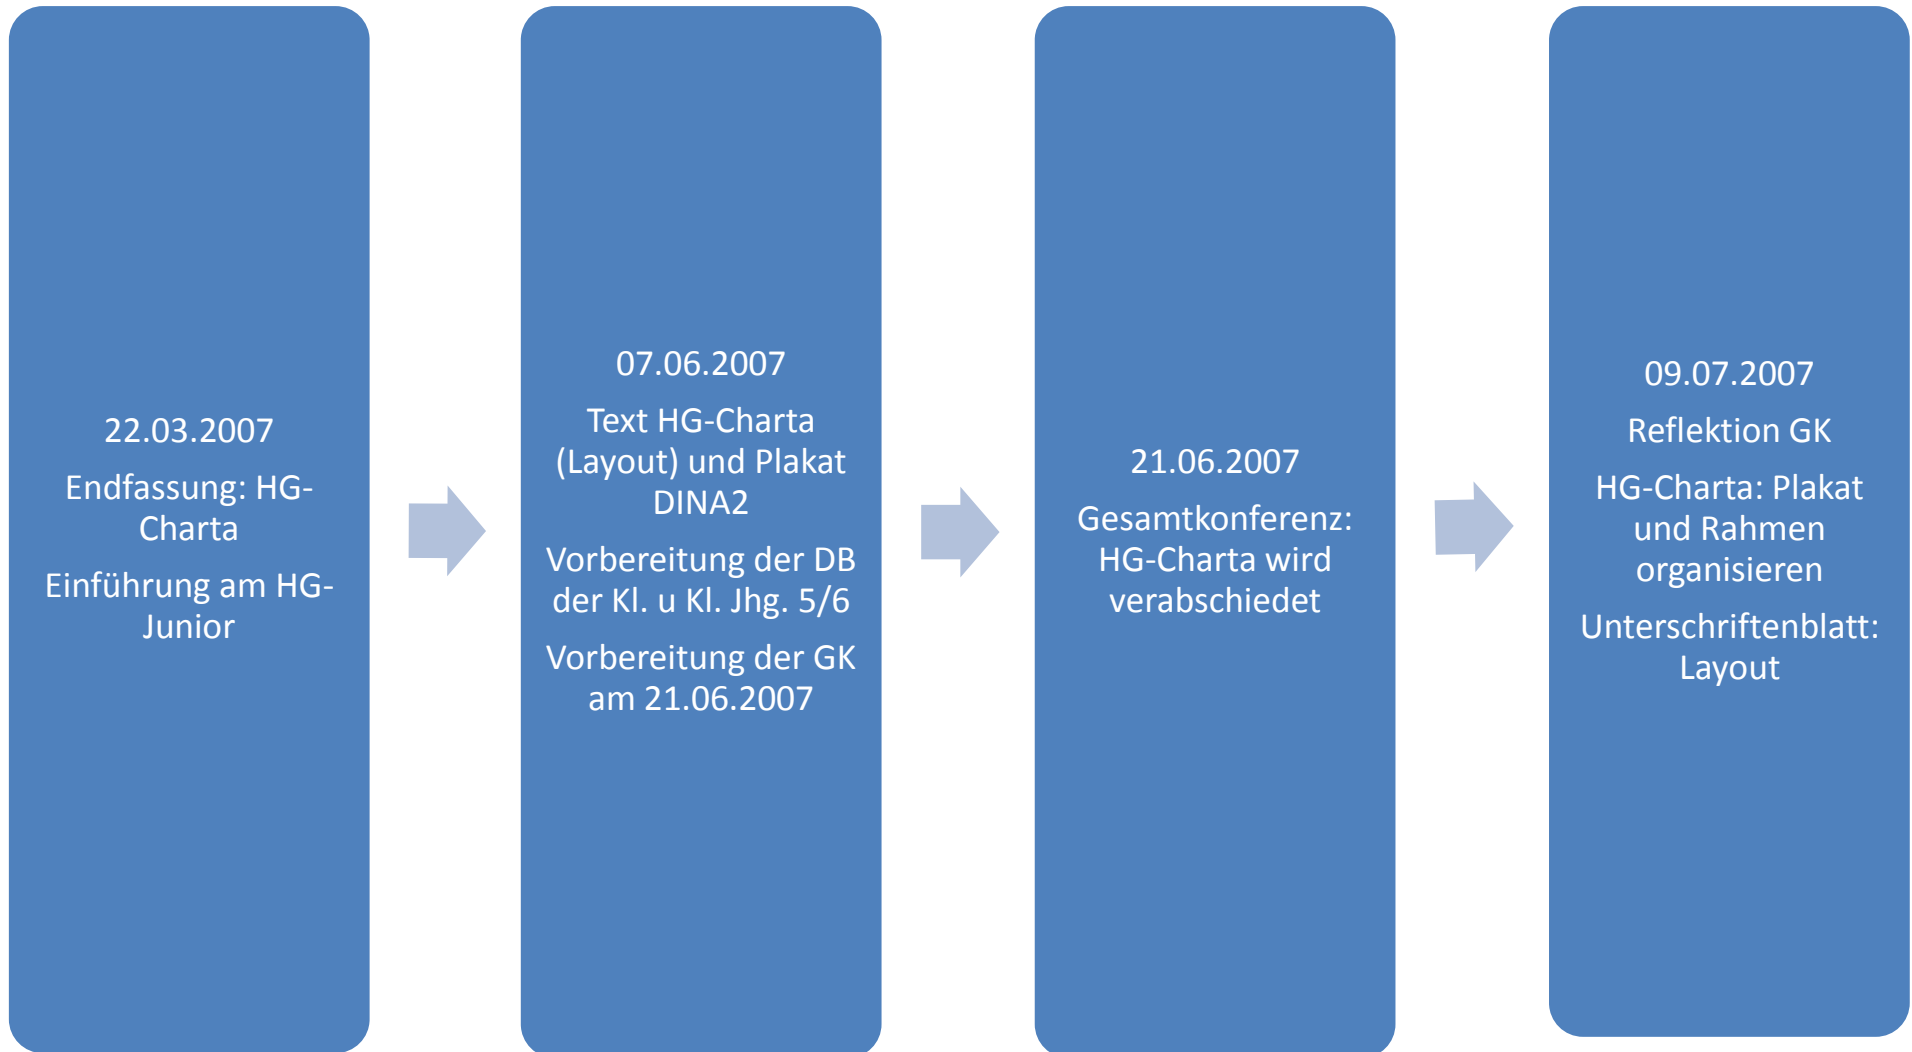 22.03.2007
Endfassung: HG-
Charta
Einführung am HG-
Junior
07.06.2007
Text HG-Charta
(Layout) und Plakat
DINA2
Vorbereitung der DB
der Kl. u Kl. Jhg. 5/6
Vorbereitung der GK
am 21.06.2007
21.06.2007
Gesamtkonferenz:
HG-Charta wird
verabschiedet
09.07.2007
Reflektion GK
HG-Charta: Plakat
und Rahmen
organisieren
Unterschriftenblatt:
Layout